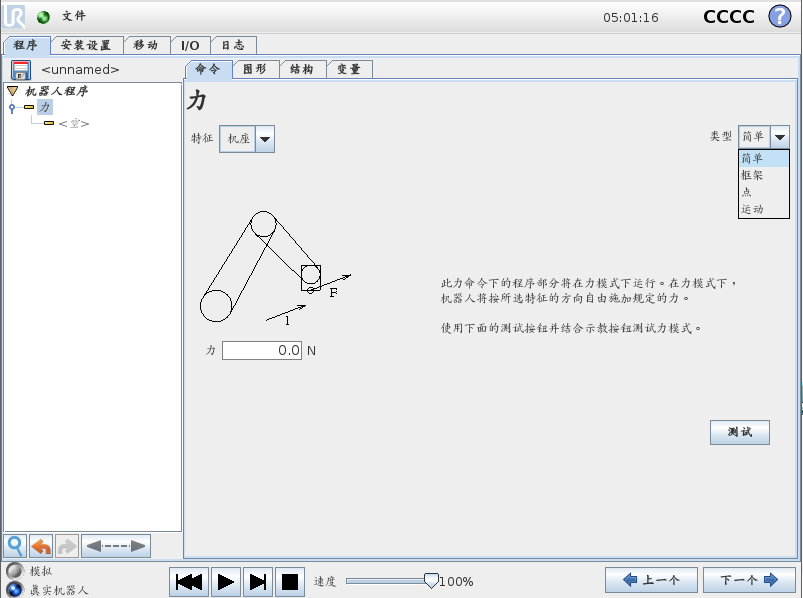 UR 文件 05:01:16 CCCC ?
程序 安装设置 移动 I/O 日志
<unnamed> 命令 图形 结构 变量
机器人程序
力
<空>
力
特征 机座 类型 简单
简单
框架
点
运动
F
1
此力命令下的程序部分将在力模式下运行。在力模式下，
机器人将按所选特征的方向自由施加规定的力。
使用下面的测试按钮并结合示教按钮测试力模式。
力 0.0 N
测试
模拟
真实机器人
速度 100% 上一个 下一个